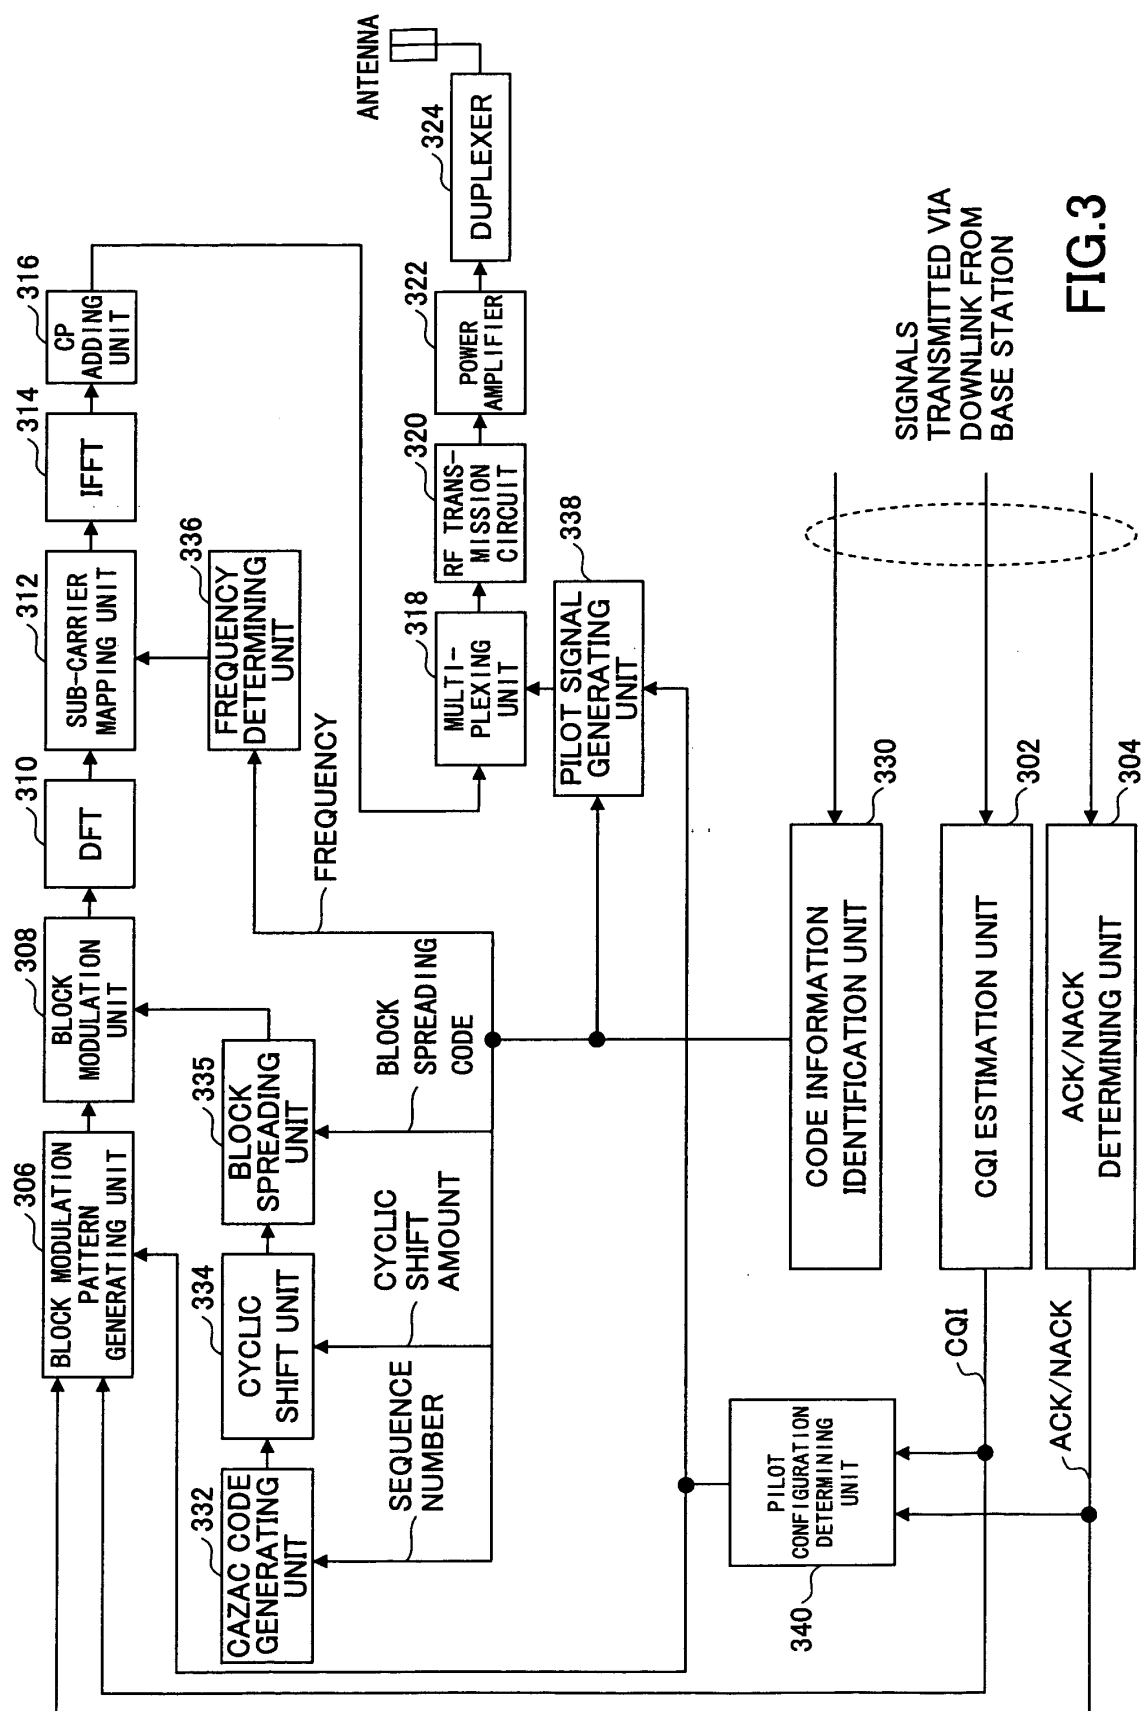 306
BLOCK MODULATION
PATTERN
GENERATING UNIT
308
BLOCK
MODULATION
UNIT
310
DFT
312
SUB-CARRIER
MAPPING UNIT
314
IFFT
316
CP
ADDING
UNIT
332
CAZAC CODE
GENERATING
UNIT
334
CYCLIC
SHIFT UNIT
335
BLOCK
SPREADING
UNIT
336
FREQUENCY
DETERMINING
UNIT
FREQUENCY
SEQUENCE
NUMBER
CYCLIC
SHIFT
AMOUNT
BLOCK
SPREADING
CODE
318
MULTI-
PLEXING
UNIT
320
RF TRANS-
MISSION
CIRCUIT
322
POWER
AMPLIFIER
324
DUPLEXER
ANTENNA
338
PILOT SIGNAL
GENERATING
UNIT
340
PILOT
CONFIGURATION
DETERMINING
UNIT
330
CODE INFORMATION
IDENTIFICATION UNIT
302
CQI ESTIMATION UNIT
304
ACK/NACK
DETERMINING UNIT
CQI
ACK/NACK
SIGNALS
TRANSMITTED VIA
DOWNLINK FROM
BASE STATION
FIG.3